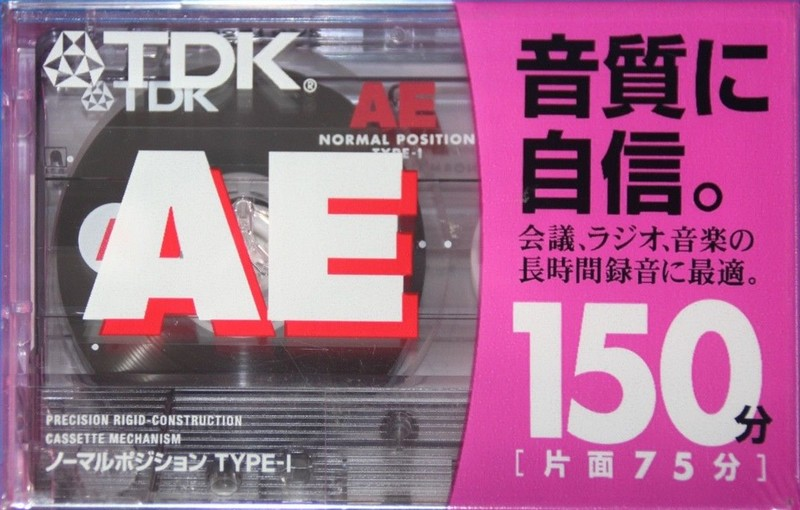 TDK®
TDK
AE
NORMAL POSITION
TYPE-I
AE
PRECISION RIGID-CONSTRUCTION
CASSETTE MECHANISM
ノーマルポジション TYPE-I
音質に
自信。
会議、ラジオ、音楽の
長時間録音に最適。
150分
[片面75分]